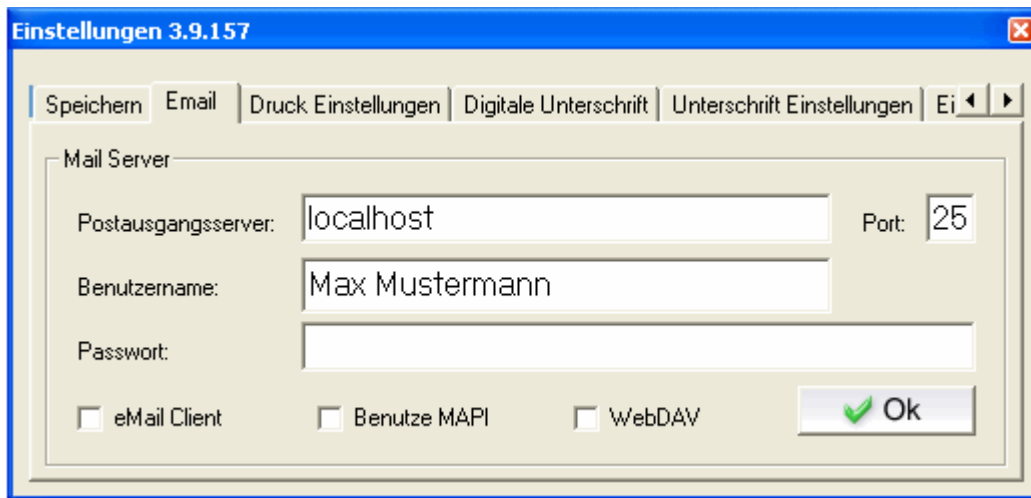 Einstellungen 3.9.157
Speichern Email Druck Einstellungen Digitale Unterschrift Unterschrift Einstellungen Ei
Mail Server
Postausgangsserver: localhost Port: 25
Benutzername: Max Mustermann
Passwort:
eMail Client Benutze MAPI WebDAV Ok